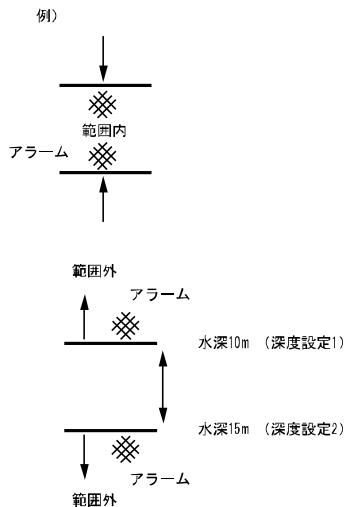 例）
範囲内
アラーム
範囲外
アラーム
水深10m （深度設定1）
水深15m （深度設定2）
アラーム
範囲外